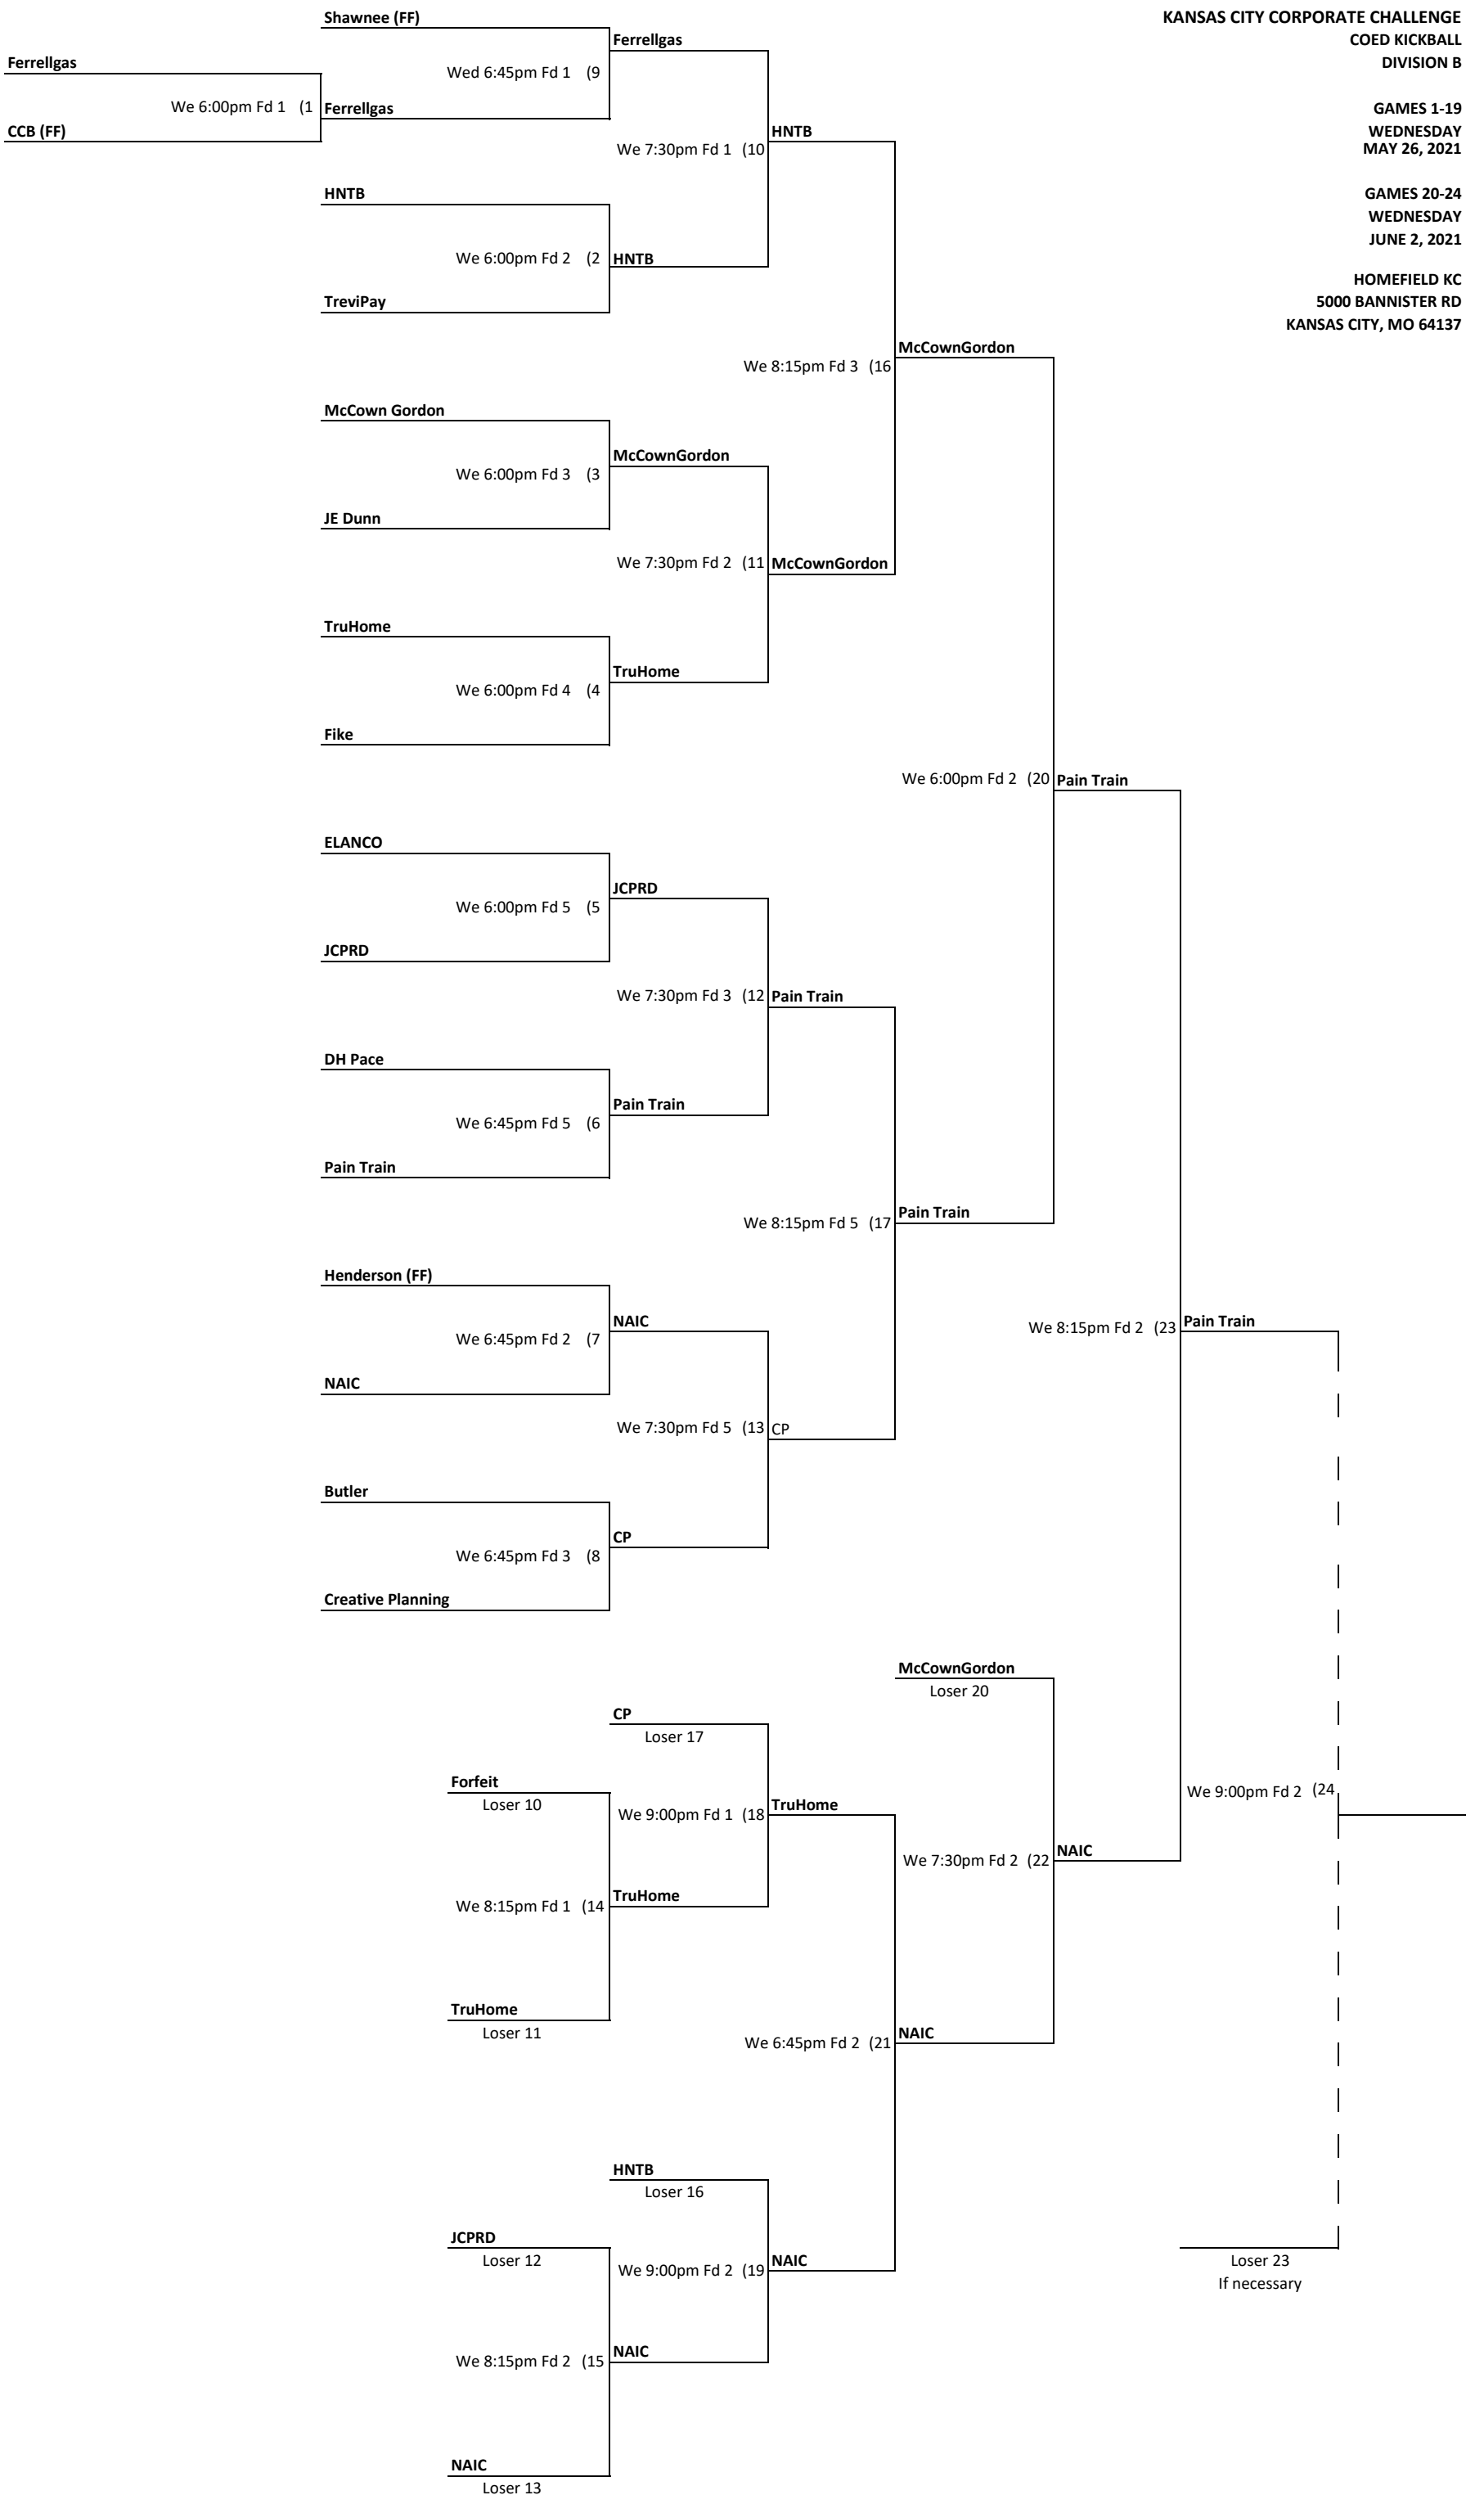 Shawnee (FF)
KANSAS CITY CORPORATE CHALLENGE
Ferrellgas
COED KICKBALL
Ferrellgas
DIVISION B
Wed 6:45pm Fd 1 (9
We 6:00pm Fd 1 (1
Ferrellgas
GAMES 1-19
CCB (FF)
HNTB
WEDNESDAY
We 7:30pm Fd 1 (10
MAY 26, 2021
HNTB
GAMES 20-24
WEDNESDAY
JUNE 2, 2021
We 6:00pm Fd 2 (2
HNTB
HOMEFIELD KC
TreviPay
5000 BANNISTER RD
KANSAS CITY, MO 64137
McCownGordon
We 8:15pm Fd 3 (16
McCown Gordon
McCownGordon
We 6:00pm Fd 3 (3
JE Dunn
We 7:30pm Fd 2 (11
McCownGordon
TruHome
TruHome
We 6:00pm Fd 4 (4
Fike
We 6:00pm Fd 2 (20
Pain Train
ELANCO
JCPRD
We 6:00pm Fd 5 (5
JCPRD
We 7:30pm Fd 3 (12
Pain Train
DH Pace
Pain Train
We 6:45pm Fd 5 (6
Pain Train
We 8:15pm Fd 5 (17
Pain Train
Henderson (FF)
NAIC
We 8:15pm Fd 2 (23
Pain Train
We 6:45pm Fd 2 (7
NAIC
We 7:30pm Fd 5 (13
CP
Butler
CP
We 6:45pm Fd 3 (8
Creative Planning
McCownGordon
Loser 20
CP
Loser 17
Forfeit
Loser 10
We 9:00pm Fd 1 (18
TruHome
We 9:00pm Fd 2 (24
We 7:30pm Fd 2 (22
NAIC
We 8:15pm Fd 1 (14
TruHome
TruHome
Loser 11
We 6:45pm Fd 2 (21
NAIC
HNTB
Loser 16
JCPRD
Loser 12
We 9:00pm Fd 2 (19
NAIC
Loser 23
If necessary
We 8:15pm Fd 2 (15
NAIC
NAIC
Loser 13